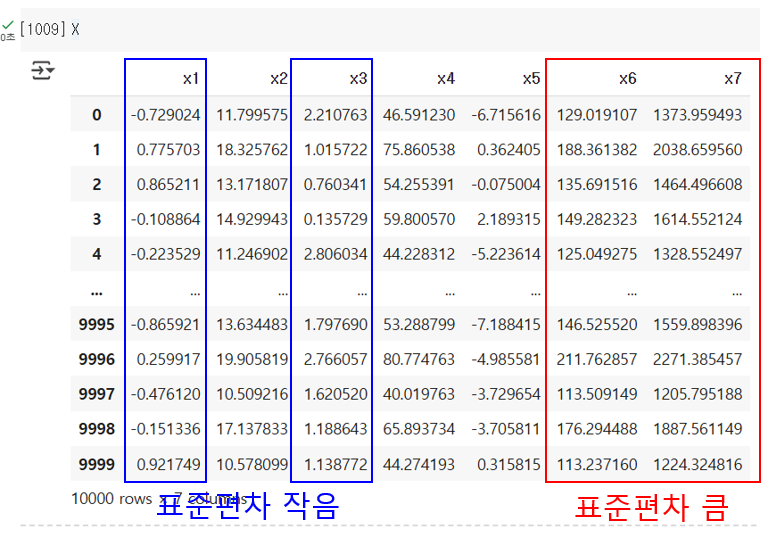 [1009] X
0초
x1 x2 x3 x4 x5 x6 x7
0 -0.729024 11.799575 2.210763 46.591230 -6.715616 129.019107 1373.959493
1 0.775703 18.325762 1.015722 75.860538 0.362405 188.361382 2038.659560
2 0.865211 13.171807 0.760341 54.255391 -0.075004 135.691516 1464.496608
3 -0.108864 14.929943 0.135729 59.800570 2.189315 149.282323 1614.552124
4 -0.223529 11.246902 2.806034 44.228312 -5.223614 125.049275 1328.552497
... ... ... ... ... ... ... ...
9995 -0.865921 13.634483 1.797690 53.288799 -7.188415 146.525520 1559.898396
9996 0.259917 19.905819 2.766057 80.774763 -4.985581 211.762857 2271.385457
9997 -0.476120 10.509216 1.620520 40.019763 -3.729654 113.509149 1205.795188
9998 -0.151336 17.137833 1.188643 65.893734 -3.705811 176.294488 1887.561149
9999 0.921749 10.578099 1.138772 44.274193 0.315815 113.237160 1224.324816
10000 rows × 7 columns
표준편차 작음
표준편차 큼